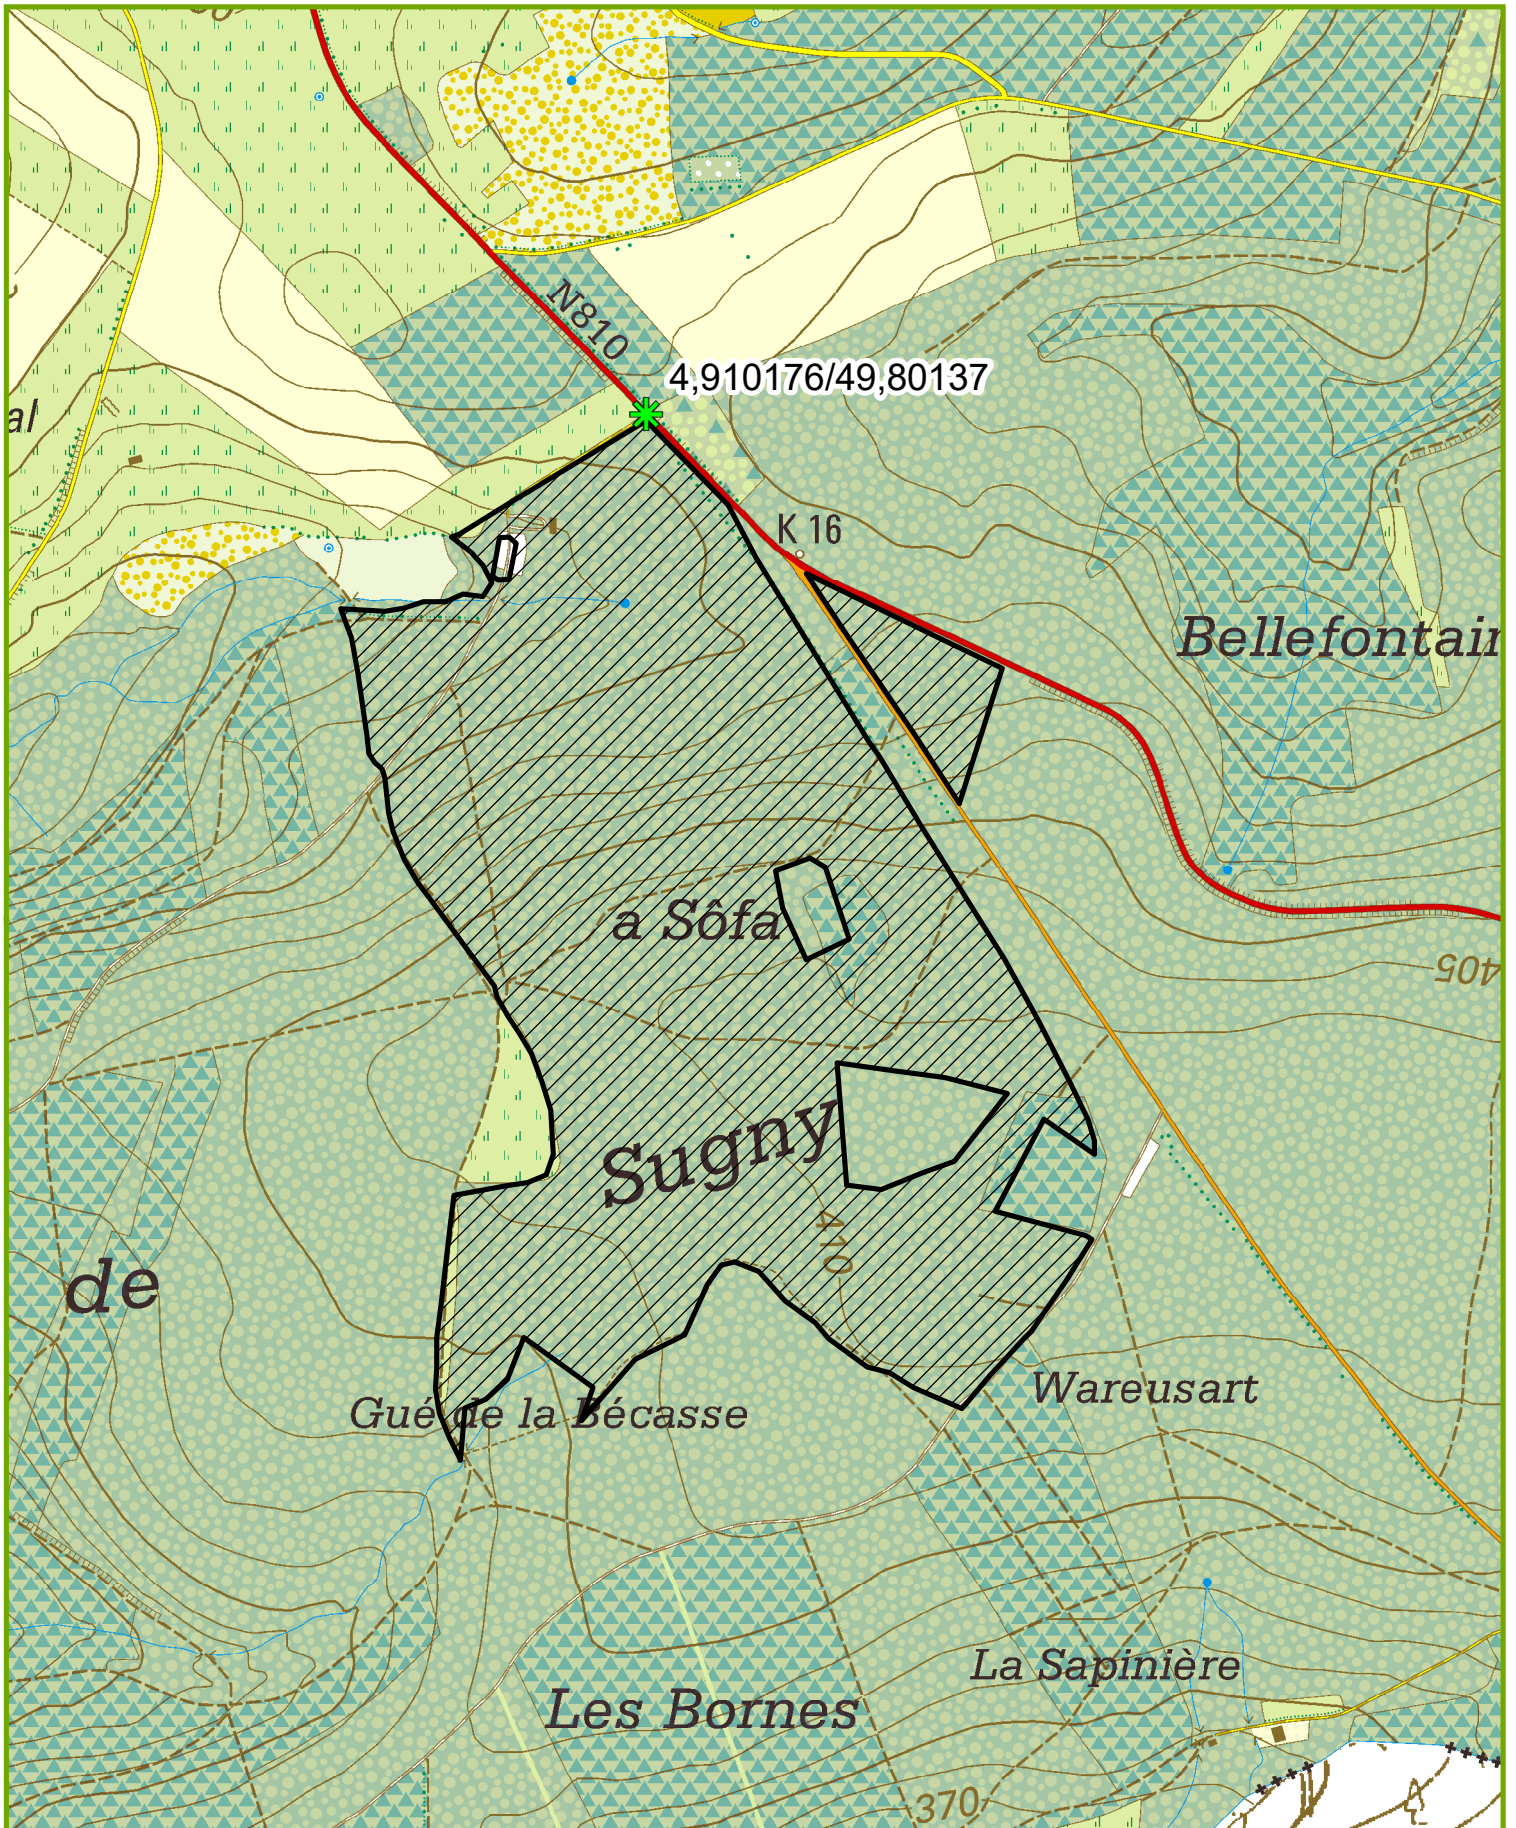 N810
4,910176/49,80137
al
K 16
Bellefontair
a Sôfa
405
Sugny
410
de
Wareusart
Gué de la Bécasse
La Sapinière
Les Bornes
370